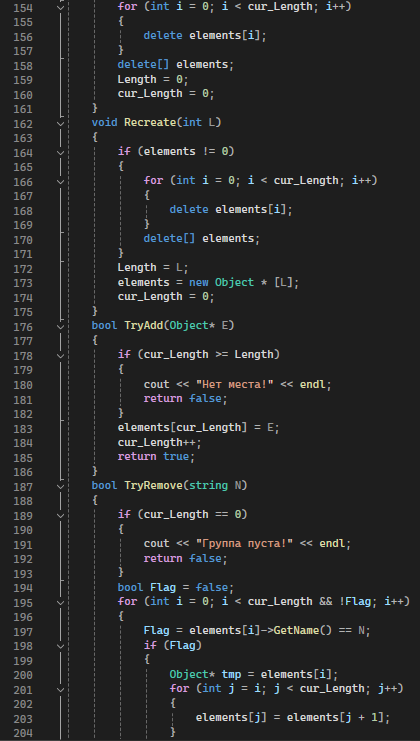 154 for (int i = 0; i < cur_Length; i++)
155 {
156 delete elements[i];
157 }
158 delete[] elements;
159 Length = 0;
160 cur_Length = 0;
161 }
162 void Recreate(int L)
163 {
164 if (elements != 0)
165 {
166 for (int i = 0; i < cur_Length; i++)
167 {
168 delete elements[i];
169 }
170 delete[] elements;
171 }
172 Length = L;
173 elements = new Object * [L];
174 cur_Length = 0;
175 }
176 bool TryAdd(Object* E)
177 {
178 if (cur_Length >= Length)
179 {
180 cout << "Нет места!" << endl;
181 return false;
182 }
183 elements[cur_Length] = E;
184 cur_Length++;
185 return true;
186 }
187 bool TryRemove(string N)
188 {
189 if (cur_Length == 0)
190 {
191 cout << "Группа пуста!" << endl;
192 return false;
193 }
194 bool Flag = false;
195 for (int i = 0; i < cur_Length && !Flag; i++)
196 {
197 Flag = elements[i]->GetName() == N;
198 if (Flag)
199 {
200 Object* tmp = elements[i];
201 for (int j = i; j < cur_Length; j++)
202 {
203 elements[j] = elements[j + 1];
204 }